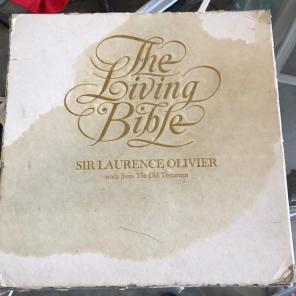 The
Living
Bible
SIR LAURENCE OLIVIER
reads from The Old Testament